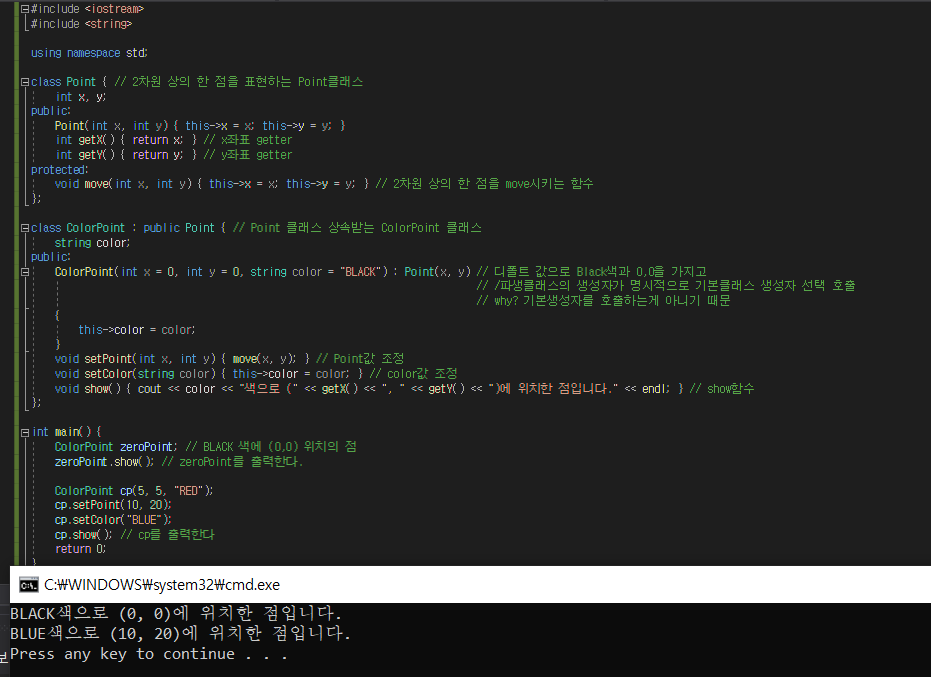 #include <iostream>
#include <string>
using namespace std;
class Point { // 2차원 상의 한 점을 표현하는 Point클래스
int x, y;
public:
Point(int x, int y) { this->x = x; this->y = y; }
int getX() { return x; } // x좌표 getter
int getY() { return y; } // y좌표 getter
protected:
void move(int x, int y) { this->x = x; this->y = y; } // 2차원 상의 한 점을 move시키는 함수
};
class ColorPoint : public Point { // Point 클래스 상속받는 ColorPoint 클래스
string color;
public:
ColorPoint(int x = 0, int y = 0, string color = "BLACK") : Point(x, y) // 디폴트 값으로 Black색과 0,0을 가지고
// /파생클래스의 생성자가 명시적으로 기본클래스 생성자 선택 호출
// why? 기본생성자를 호출하는게 아니기 때문
{
this->color = color;
}
void setPoint(int x, int y) { move(x, y); } // Point값 조정
void setColor(string color) { this->color = color; } // color값 조정
void show() { cout << color << "색으로 (" << getX() << ", " << getY() << ")에 위치한 점입니다." << endl; } // show함수
};
int main() {
ColorPoint zeroPoint; // BLACK 색에 (0,0) 위치의 점
zeroPoint.show(); // zeroPoint를 출력한다.
ColorPoint cp(5, 5, "RED");
cp.setPoint(10, 20);
cp.setColor("BLUE");
cp.show(); // cp를 출력한다
return 0;
}
C:₩WINDOWS₩system32₩cmd.exe
BLACK색으로 (0, 0)에 위치한 점입니다.
BLUE색으로 (10, 20)에 위치한 점입니다.
Press any key to continue . . .